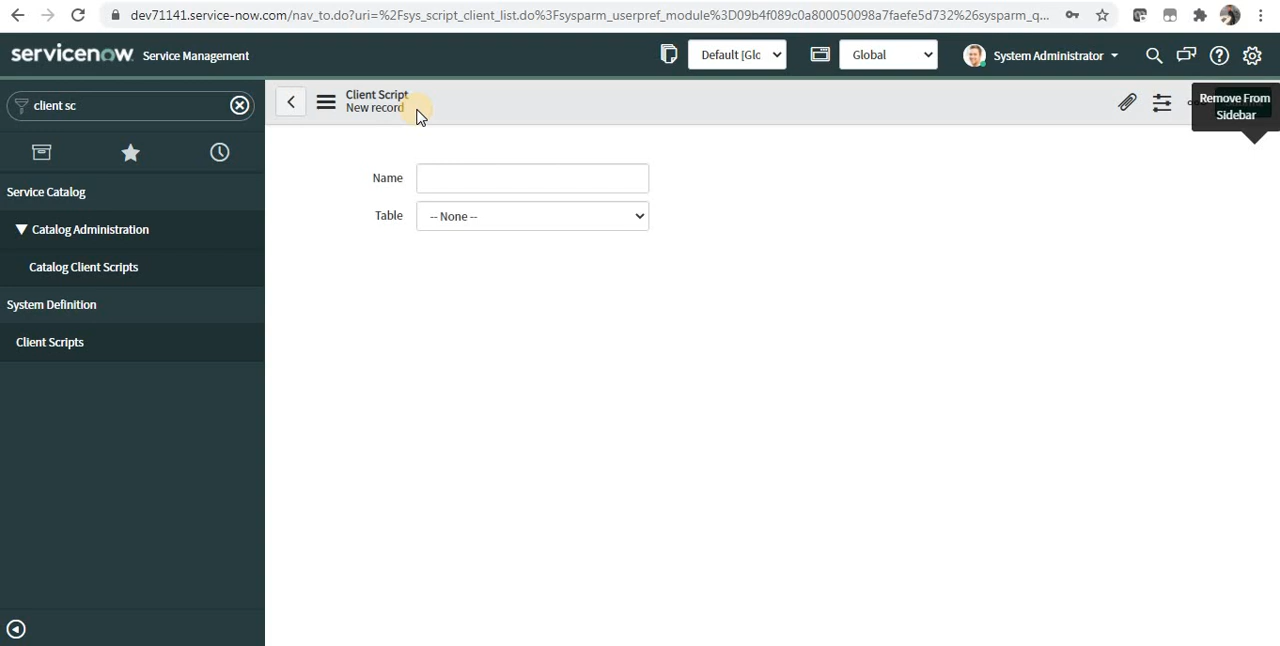 dev71141.service-now.com/nav_to.do?uri=%2Fsys_script_client_list.do%3Fsysparm_userpref_module%3D09b4f089c0a800050098a7faefe5d732%26sysparm_q...
servicenow Service Management
Default [Glc
Global
System Administrator
client sc
Client Script
New record
Remove From
Sidebar
Service Catalog
Catalog Administration
Catalog Client Scripts
System Definition
Client Scripts
Name
Table
-- None --